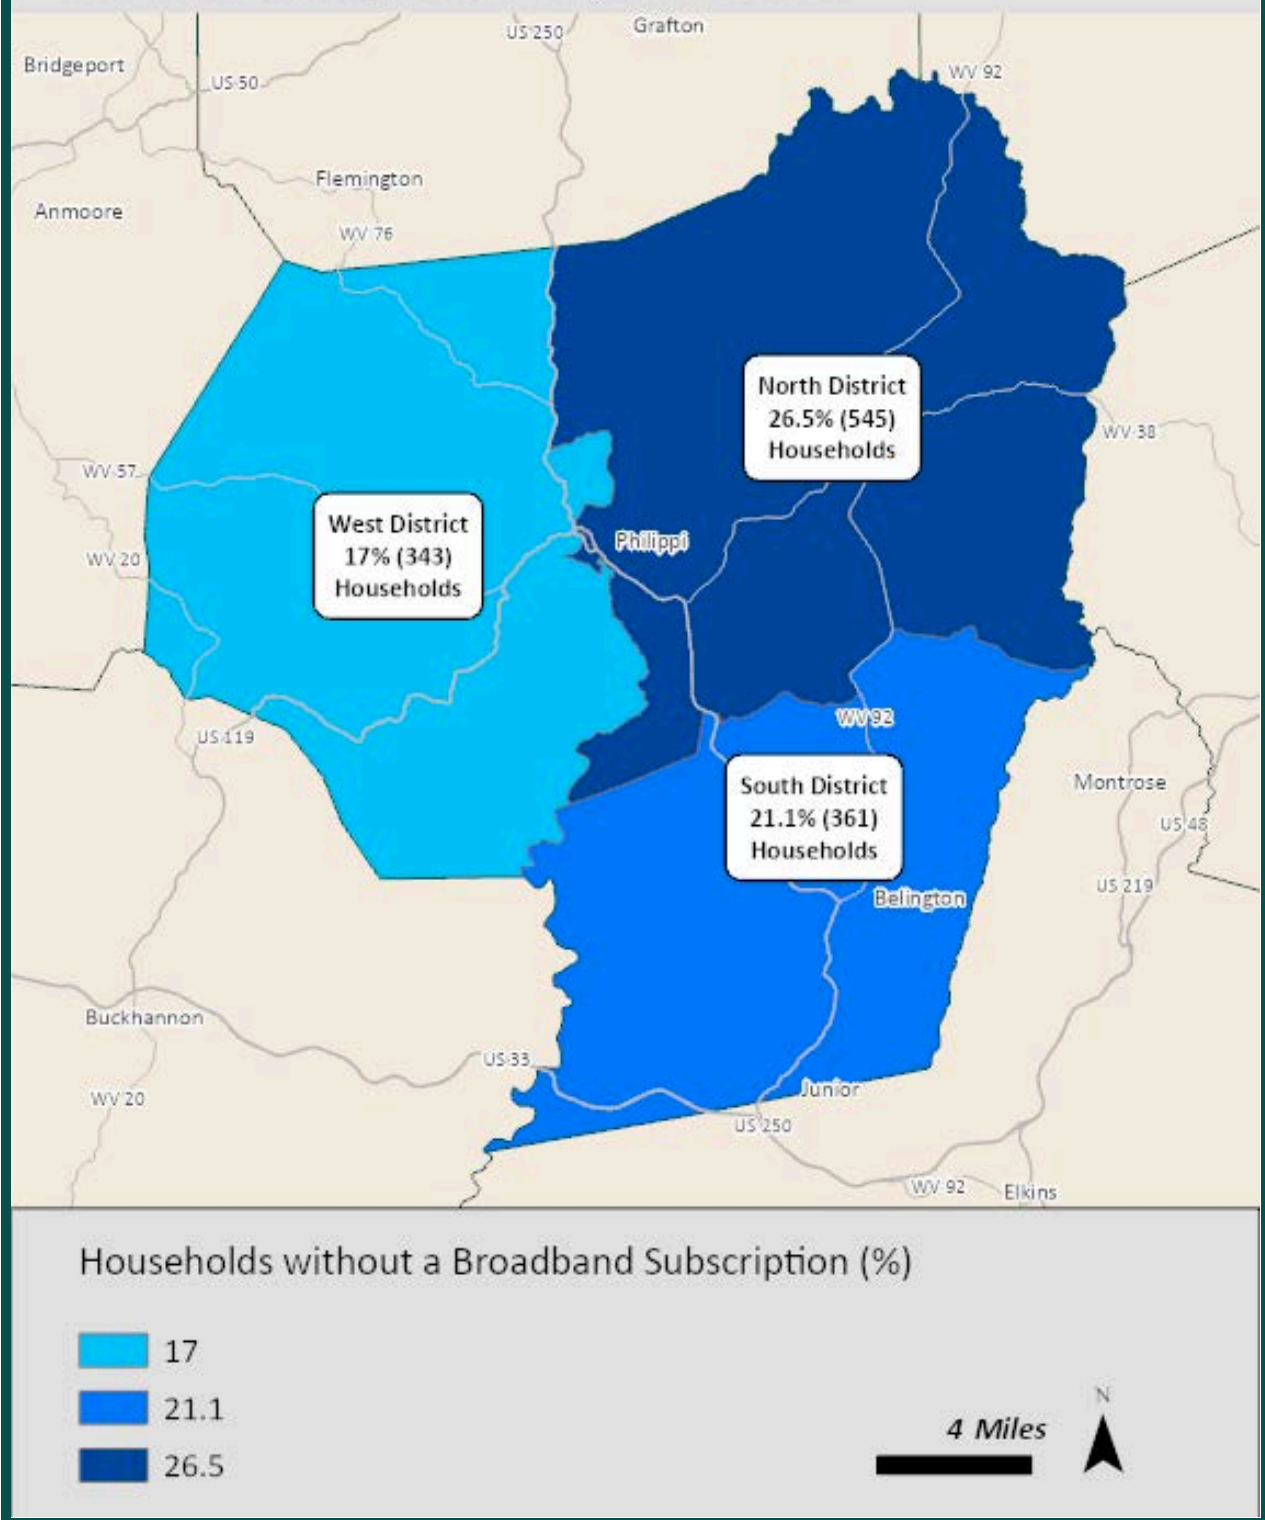 US 250
Grafton
Bridgeport
US 50
WV 92
Flemington
Anmoore
WV 76
North District
26.5% (545)
Households
WV 38
WV 57
West District
17% (343)
Households
Philippi
WV 20
WV 92
US 119
South District
21.1% (361)
Households
Montrose
US 48
US 219
Belington
Buckhannon
US 33
Junior
WV 20
US 250
WV 92
Elkins
Households without a Broadband Subscription (%)
17
21.1
26.5
4 Miles
N